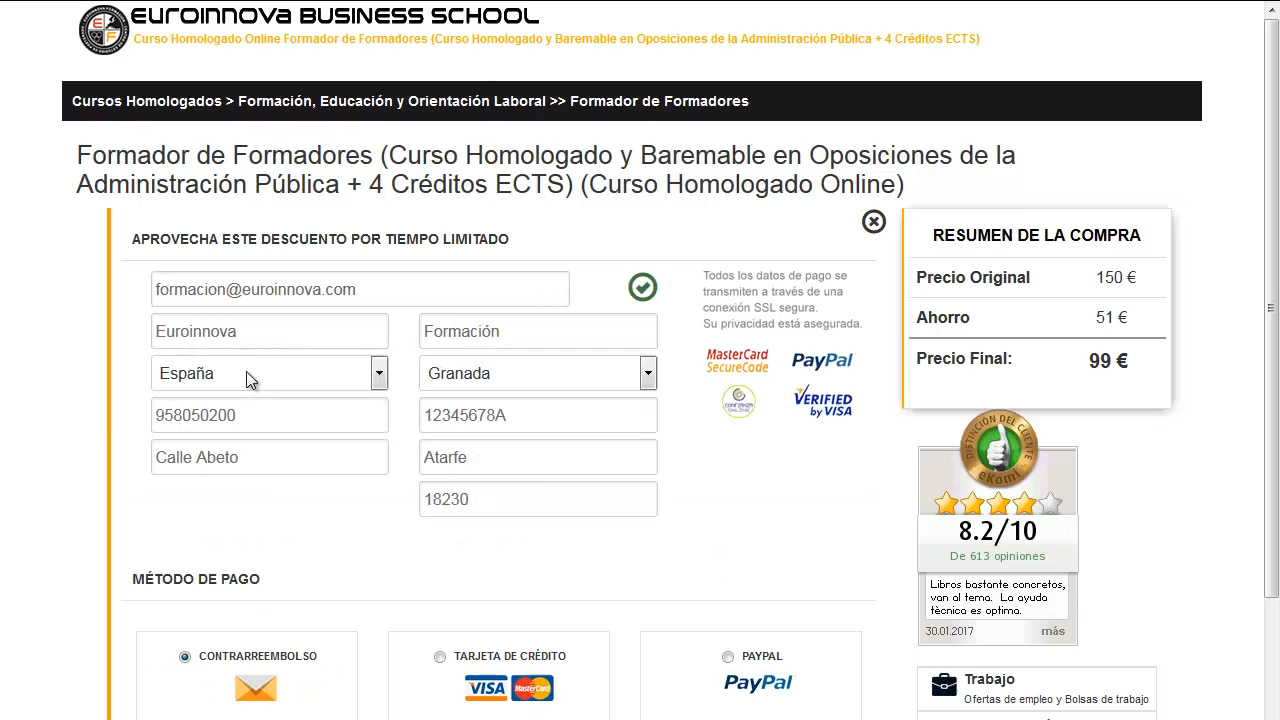 EUROINNOVA BUSINESS SCHOOL
Curso Homologado Online Formador de Formadores (Curso Homologado y Baremable en Oposiciones de la Administración Pública + 4 Créditos ECTS)
Cursos Homologados > Formación, Educación y Orientación Laboral >> Formador de Formadores
Formador de Formadores (Curso Homologado y Baremable en Oposiciones de la
Administración Pública + 4 Créditos ECTS) (Curso Homologado Online)
APROVECHA ESTE DESCUENTO POR TIEMPO LIMITADO
formacion@euroinnova.com
Euroinnova
Formación
España
Granada
958050200
12345678A
Calle Abeto
Atarfe
18230
Todos los datos de pago se
transmiten a través de una
conexión SSL segura.
Su privacidad está asegurada.
MasterCard
SecureCode
PayPal
CONFIANZA
ONLINE
VERIFIED
by VISA
RESUMEN DE LA COMPRA
Precio Original 150 €
Ahorro 51 €
Precio Final: 99 €
DISTINCIÓN DEL CLIENTE
eKomi
8.2/10
De 613 opiniones
Libros bastante concretos,
van al tema. La ayuda
tècnica es optima.
30.01.2017 más
Trabajo
Ofertas de empleo y Bolsas de trabajo
MÉTODO DE PAGO
CONTRARREEMBOLSO
TARJETA DE CRÉDITO
VISA MasterCard
PAYPAL
PayPal